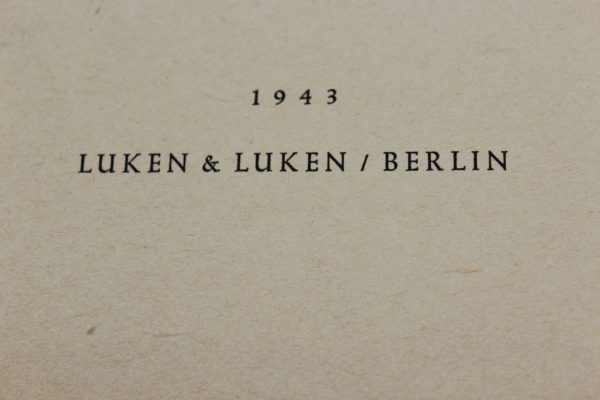 1943
LUKEN & LUKEN / BERLIN